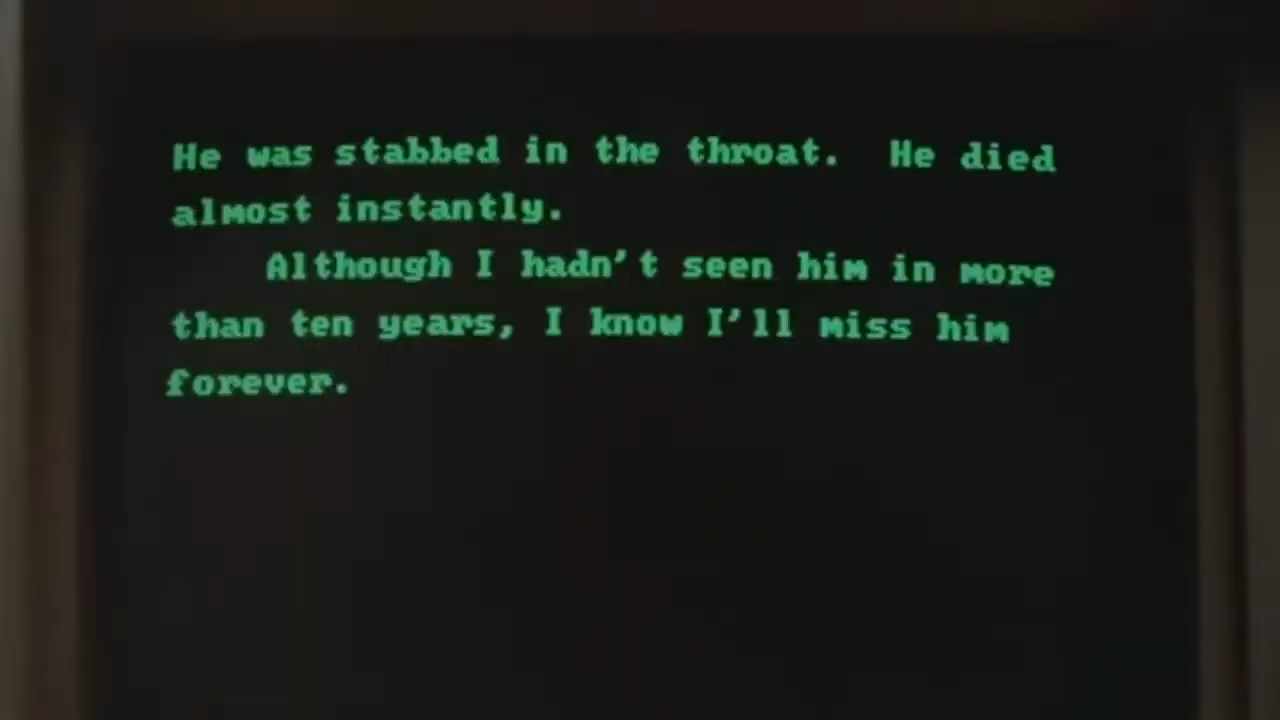 He was stabbed in the throat.  He died
almost instantly.
Although I hadn't seen him in more
than ten years, I know I'll miss him
forever.